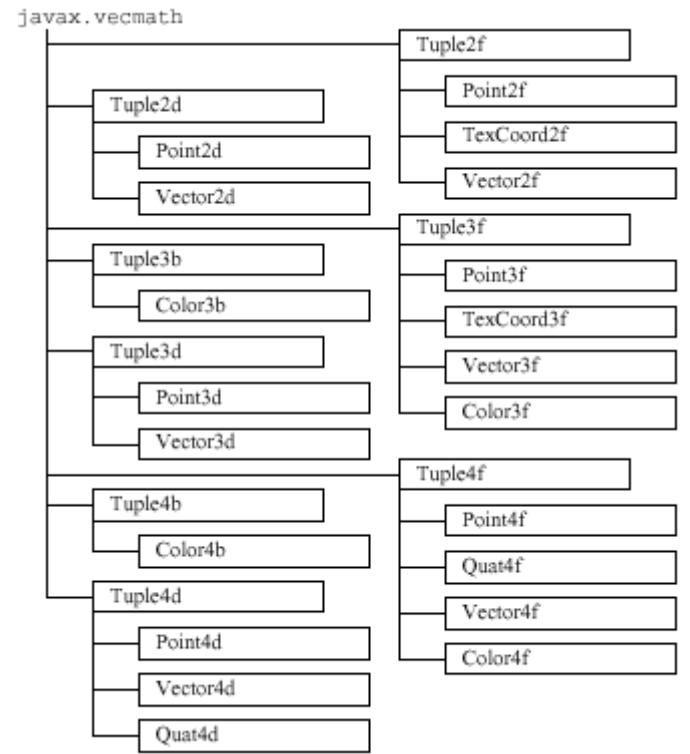 javax.vecmath
Tuple2f
Point2f
TexCoord2f
Vector2f
Tuple2d
Point2d
Vector2d
Tuple3f
Point3f
TexCoord3f
Vector3f
Color3f
Tuple3b
Color3b
Tuple3d
Point3d
Vector3d
Tuple4f
Point4f
Quat4f
Vector4f
Color4f
Tuple4b
Color4b
Tuple4d
Point4d
Vector4d
Quat4d